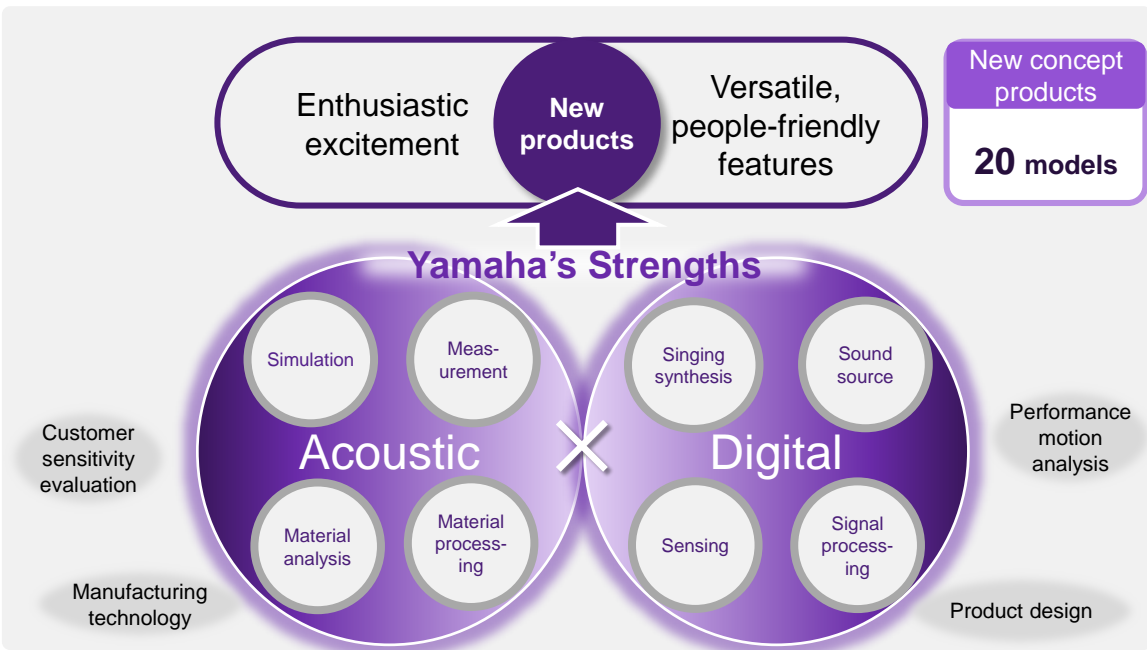 Enthusiastic
excitement
New
products
Versatile,
people-friendly
features
New concept
products
20 models
Yamaha’s Strengths
Simulation
Meas-
urement
Singing
synthesis
Sound
source
Customer
sensitivity
evaluation
Acoustic
×
Digital
Performance
motion
analysis
Material
analysis
Material
process-
ing
Sensing
Signal
process-
ing
Manufacturing
technology
Product design